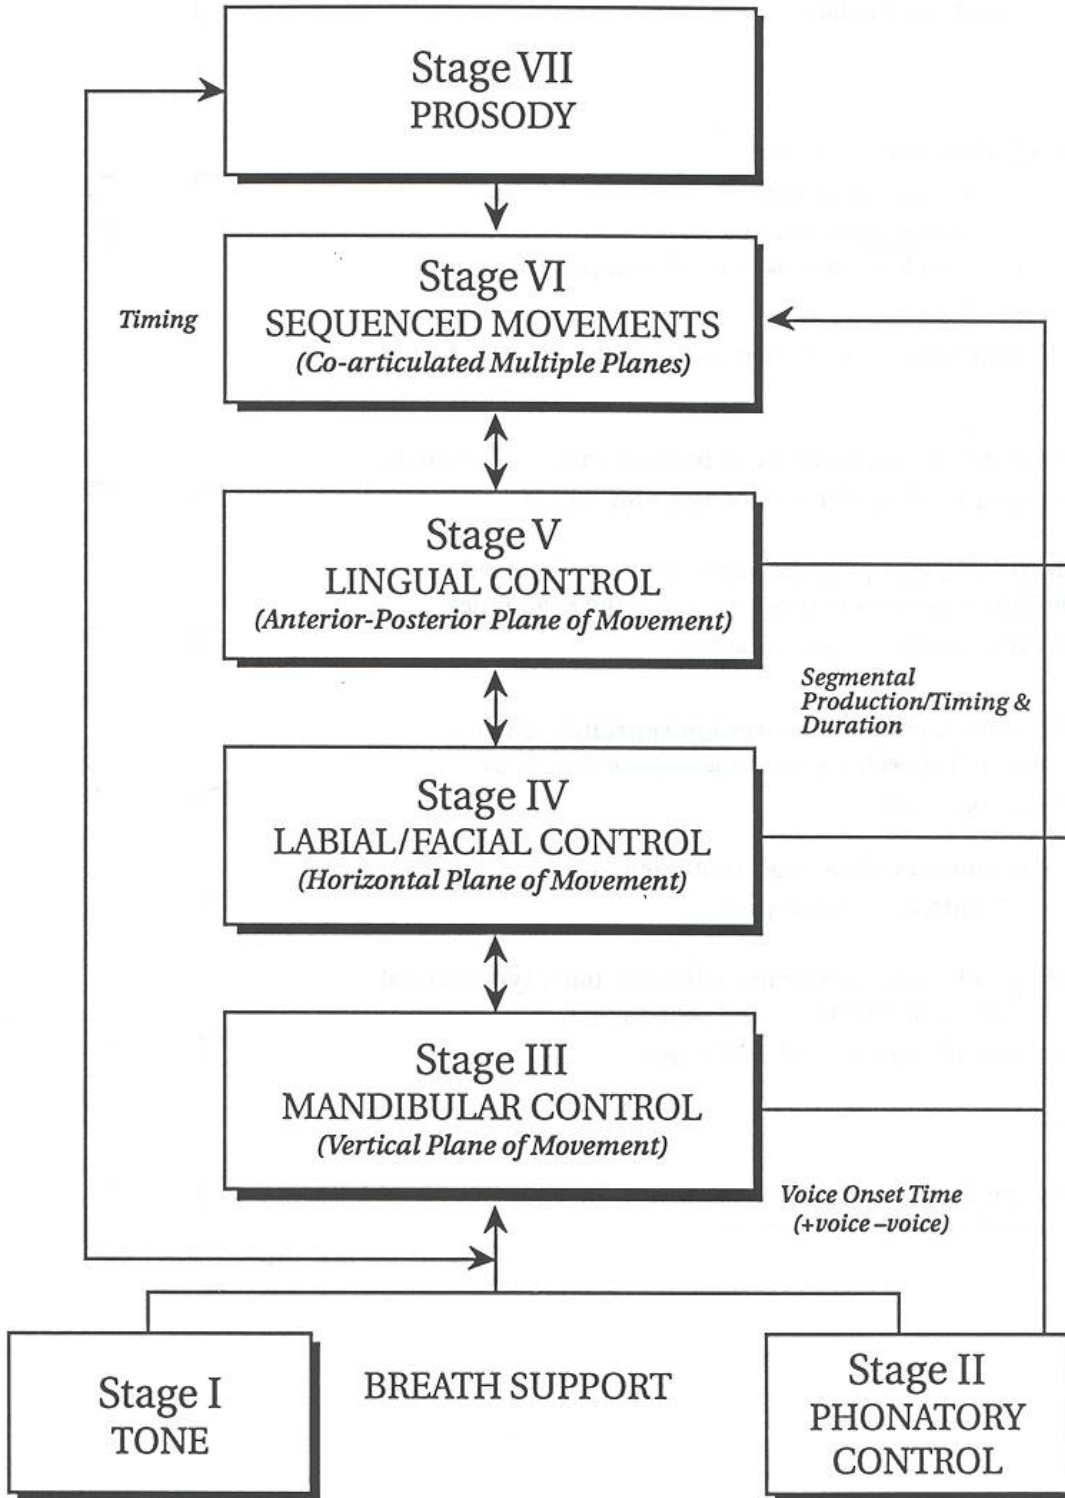 Stage VII
PROSODY
Stage VI
SEQUENCED MOVEMENTS
(Co-articulated Multiple Planes)
Timing
Stage V
LINGUAL CONTROL
(Anterior-Posterior Plane of Movement)
Segmental
Production/Timing &
Duration
Stage IV
LABIAL/FACIAL CONTROL
(Horizontal Plane of Movement)
Stage III
MANDIBULAR CONTROL
(Vertical Plane of Movement)
Voice Onset Time
(+voice –voice)
Stage I
TONE
BREATH SUPPORT
Stage II
PHONATORY
CONTROL